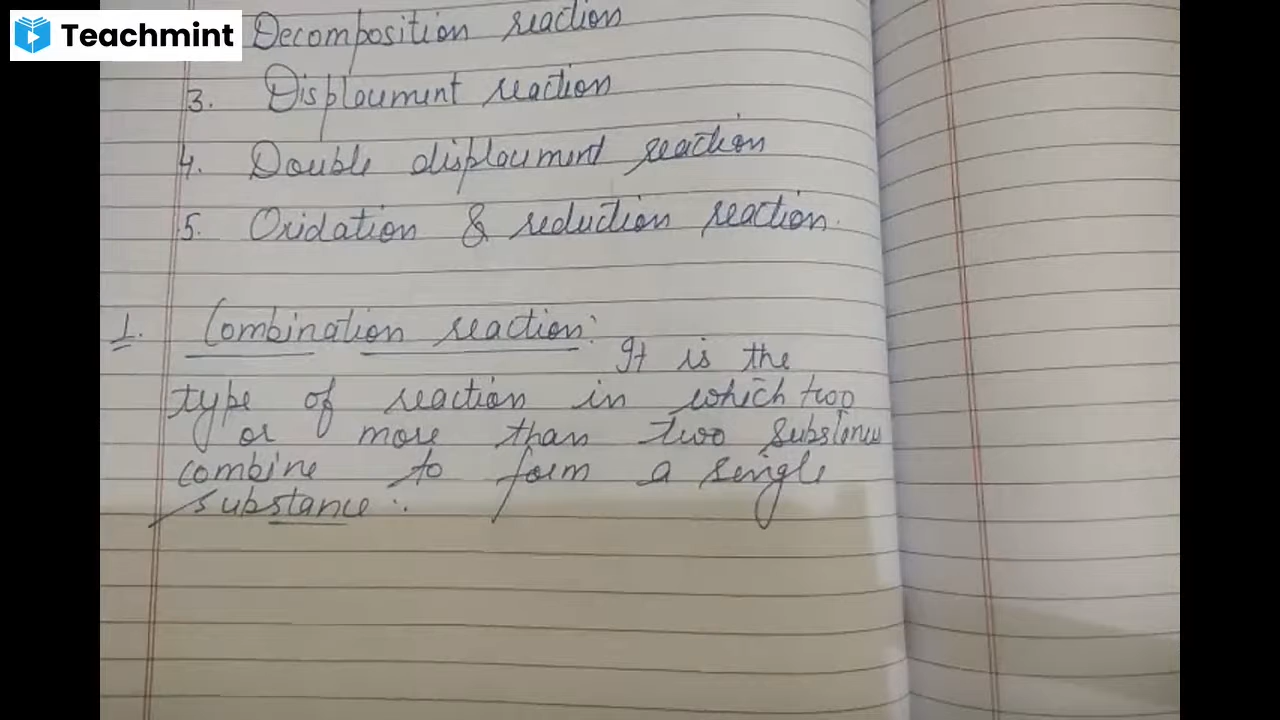 Teachmint
Decomposition reaction
3. Displacement reaction
4. Double displacement reaction
5. Oxidation & reduction reaction.
1. Combination reaction:
It is the
type of reaction in which two
or more than two substances
combine to form a single
substance :.